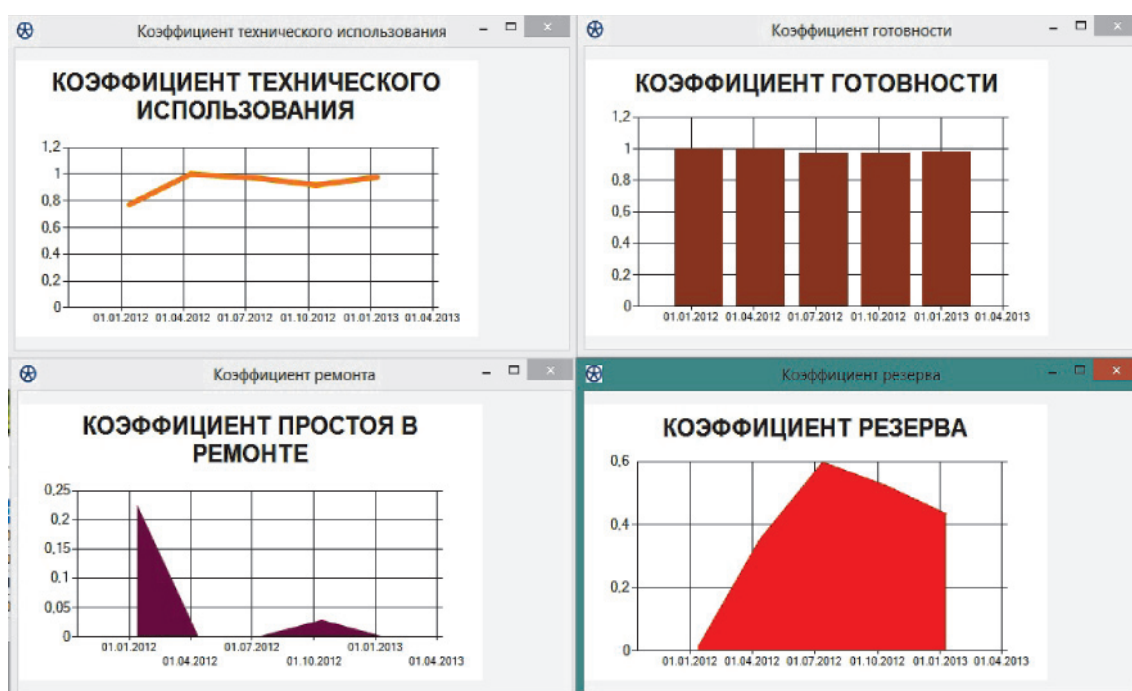 Коэффициент технического использования
КОЭФФИЦИЕНТ ТЕХНИЧЕСКОГО
ИСПОЛЬЗОВАНИЯ
1,2
1
0,8
0,6
0,4
0,2
0
01.01.2012 01.04.2012 01.07.2012 01.10.2012 01.01.2013 01.04.2013
Коэффициент готовности
КОЭФФИЦИЕНТ ГОТОВНОСТИ
1,2
1
0,8
0,6
0,4
0,2
0
01.01.2012 01.04.2012 01.07.2012 01.10.2012 01.01.2013 01.04.2013
Коэффициент ремонта
КОЭФФИЦИЕНТ ПРОСТОЯ В
РЕМОНТЕ
0,25
0,2
0,15
0,1
0,05
0
01.01.2012 01.07.2012 01.01.2013
01.04.2012 01.10.2012 01.04.2013
Коэффициент резерва
КОЭФФИЦИЕНТ РЕЗЕРВА
0,6
0,4
0,2
0
01.01.2012 01.04.2012 01.07.2012 01.10.2012 01.01.2013 01.04.2013